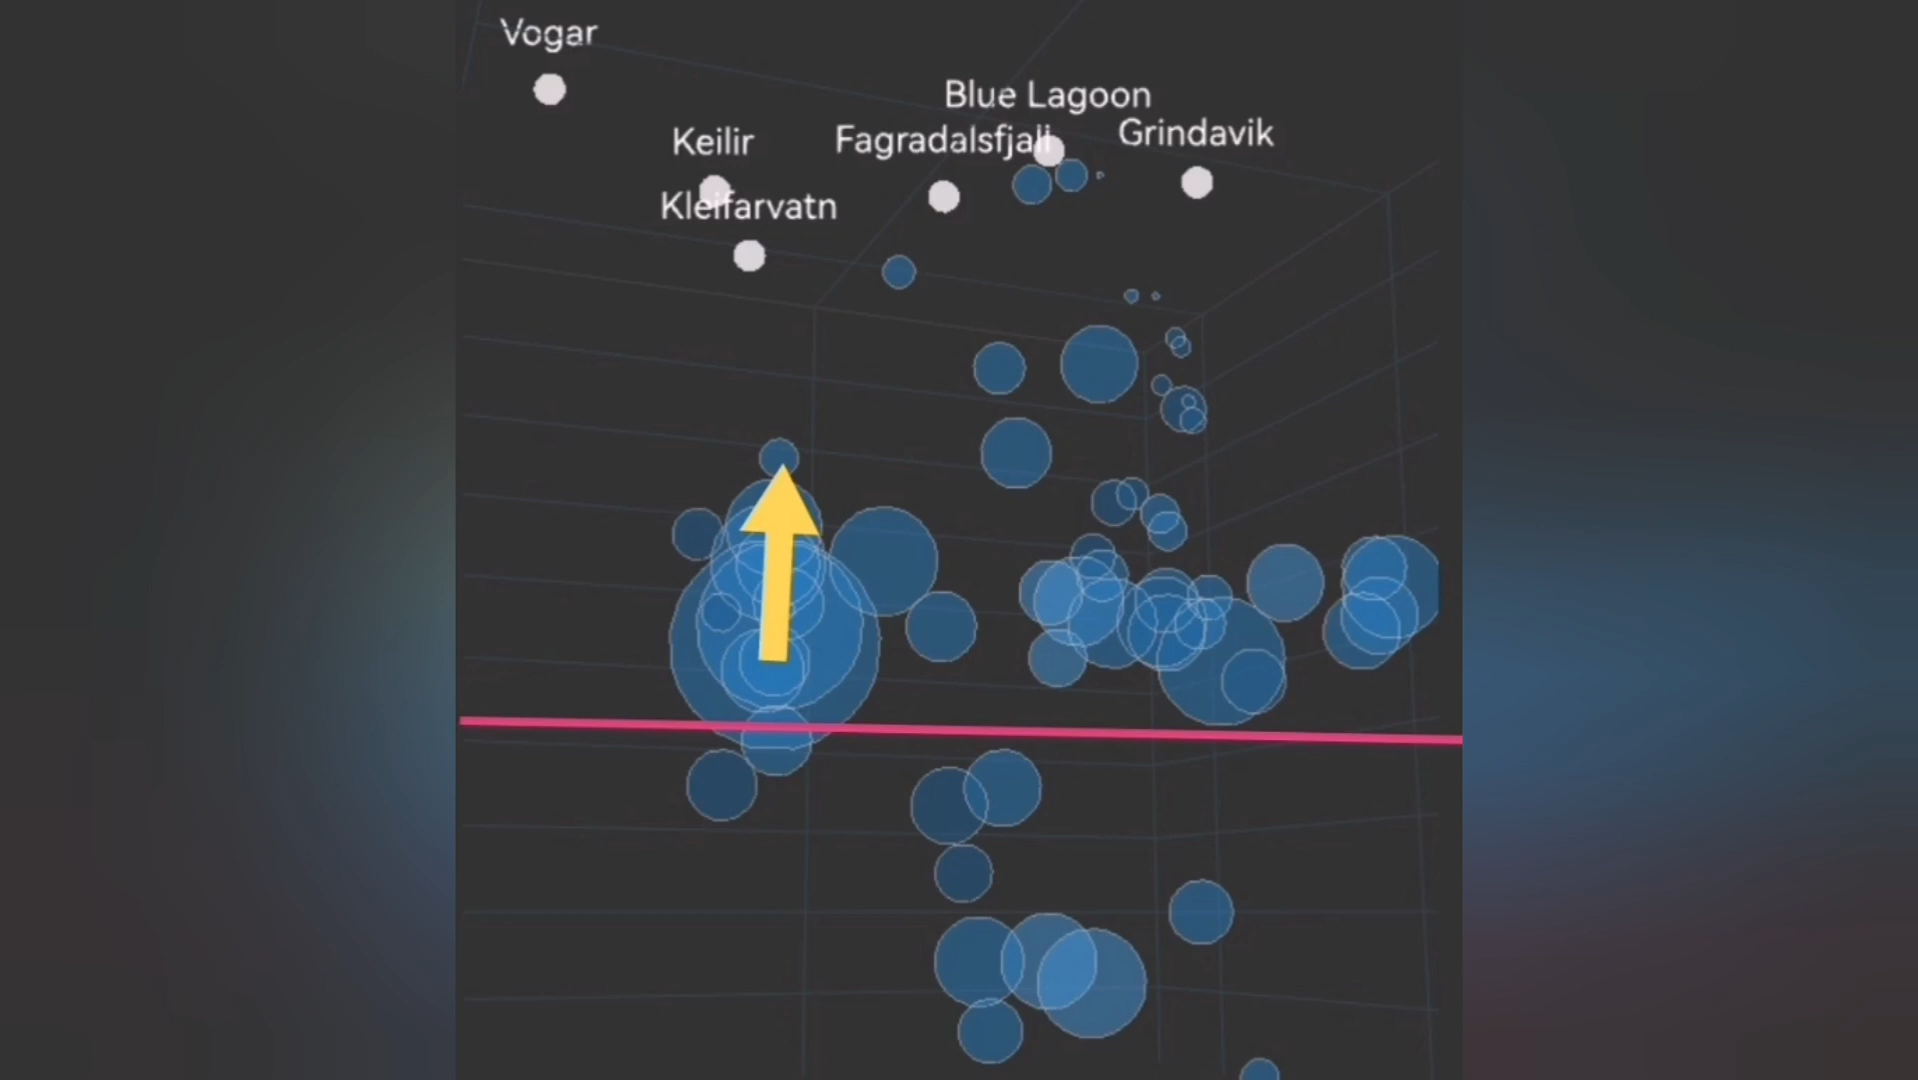 Vogar
Blue Lagoon
Keilir
Fagradalsfjall
Grindavik
Kleifarvatn